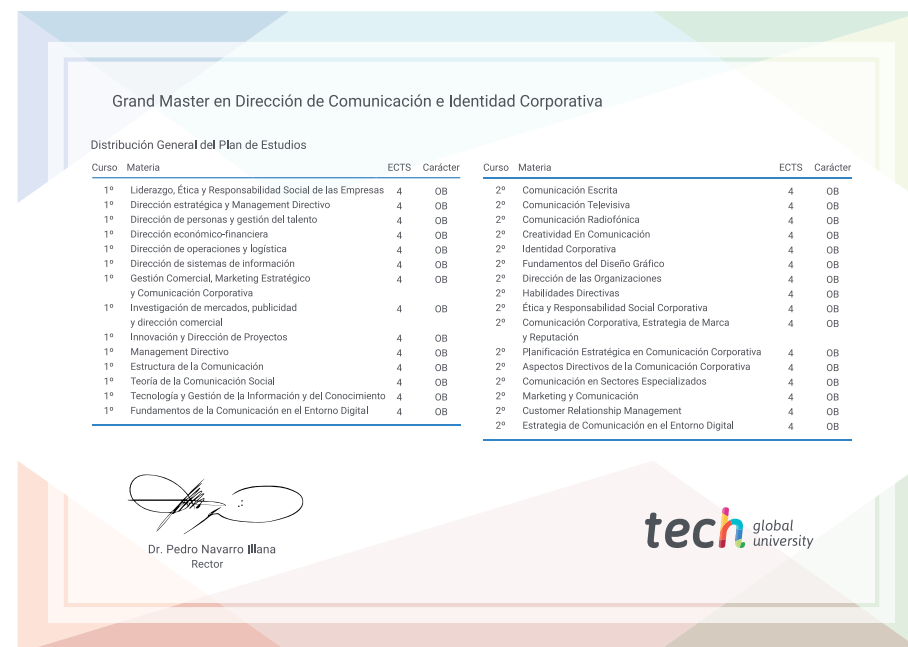 Grand Master en Dirección de Comunicación e Identidad Corporativa
Distribución General del Plan de Estudios
Curso Materia ECTS Carácter
1º Liderazgo, Ética y Responsabilidad Social de las Empresas 4 OB
1º Dirección estratégica y Management Directivo 4 OB
1º Dirección de personas y gestión del talento 4 OB
1º Dirección económico-financiera 4 OB
1º Dirección de operaciones y logística 4 OB
1º Dirección de sistemas de información 4 OB
1º Gestión Comercial, Marketing Estratégico 4 OB
y Comunicación Corporativa
1º Investigación de mercados, publicidad 4 OB
y dirección comercial
1º Innovación y Dirección de Proyectos 4 OB
1º Management Directivo 4 OB
1º Estructura de la Comunicación 4 OB
1º Teoría de la Comunicación Social 4 OB
1º Tecnología y Gestión de la Información y del Conocimiento 4 OB
1º Fundamentos de la Comunicación en el Entorno Digital 4 OB
Curso Materia ECTS Carácter
2º Comunicación Escrita 4 OB
2º Comunicación Televisiva 4 OB
2º Comunicación Radiofónica 4 OB
2º Creatividad En Comunicación 4 OB
2º Identidad Corporativa 4 OB
2º Fundamentos del Diseño Gráfico 4 OB
2º Dirección de las Organizaciones 4 OB
2º Habilidades Directivas 4 OB
2º Ética y Responsabilidad Social Corporativa 4 OB
2º Comunicación Corporativa, Estrategia de Marca 4 OB
y Reputación
2º Planificación Estratégica en Comunicación Corporativa 4 OB
2º Aspectos Directivos de la Comunicación Corporativa 4 OB
2º Comunicación en Sectores Especializados 4 OB
2º Marketing y Comunicación 4 OB
2º Customer Relationship Management 4 OB
2º Estrategia de Comunicación en el Entorno Digital 4 OB
Dr. Pedro Navarro Illana
Rector
tech global
university